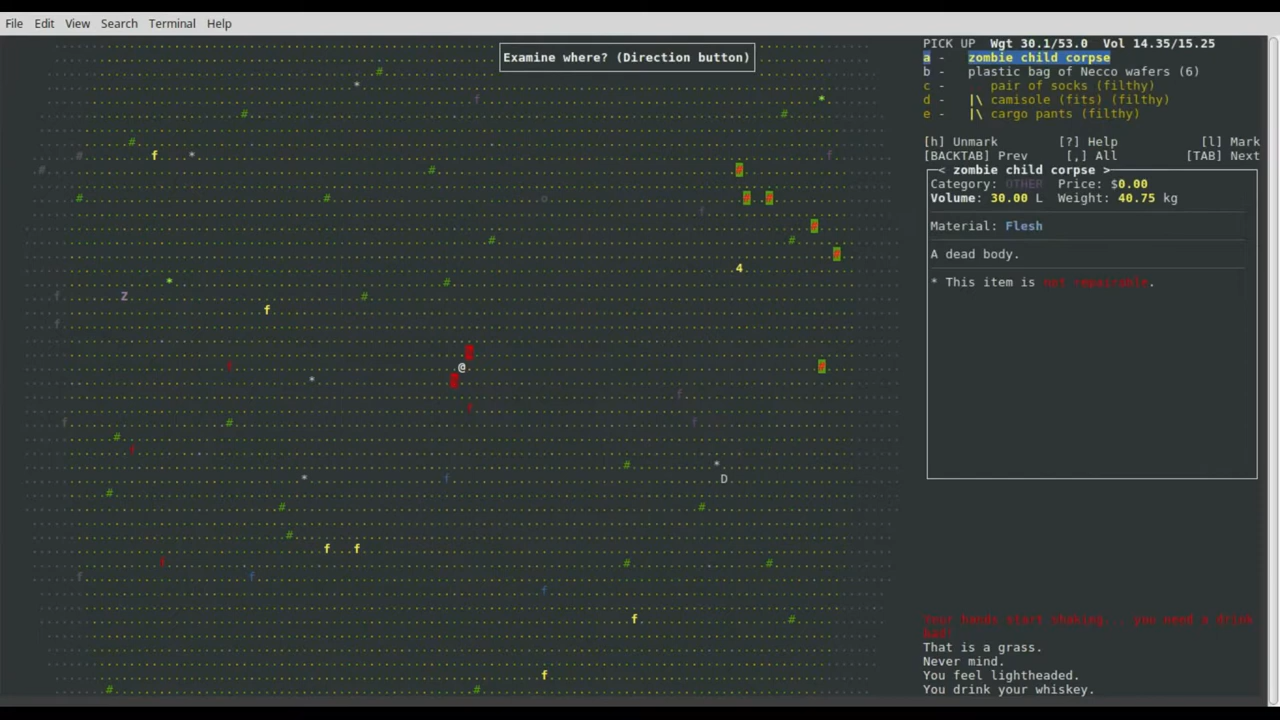 File Edit View Search Terminal Help
Examine where? (Direction button)
PICK UP Wgt 30.1/53.0 Vol 14.35/15.25
a - zombie child corpse
b - plastic bag of Necco wafers (6)
c - pair of socks (filthy)
d - |\ camisole (fits) (filthy)
e - |\ cargo pants (filthy)
[h] Unmark [?] Help [l] Mark
[BACKTAB] Prev [,] All [TAB] Next
< zombie child corpse >
Category: OTHER Price: $0.00
Volume: 30.00 L Weight: 40.75 kg
Material: Flesh
A dead body.
* This item is not repairable.
Your hands start shaking... you need a drink
bad!
That is a grass.
Never mind.
You feel lightheaded.
You drink your whiskey.